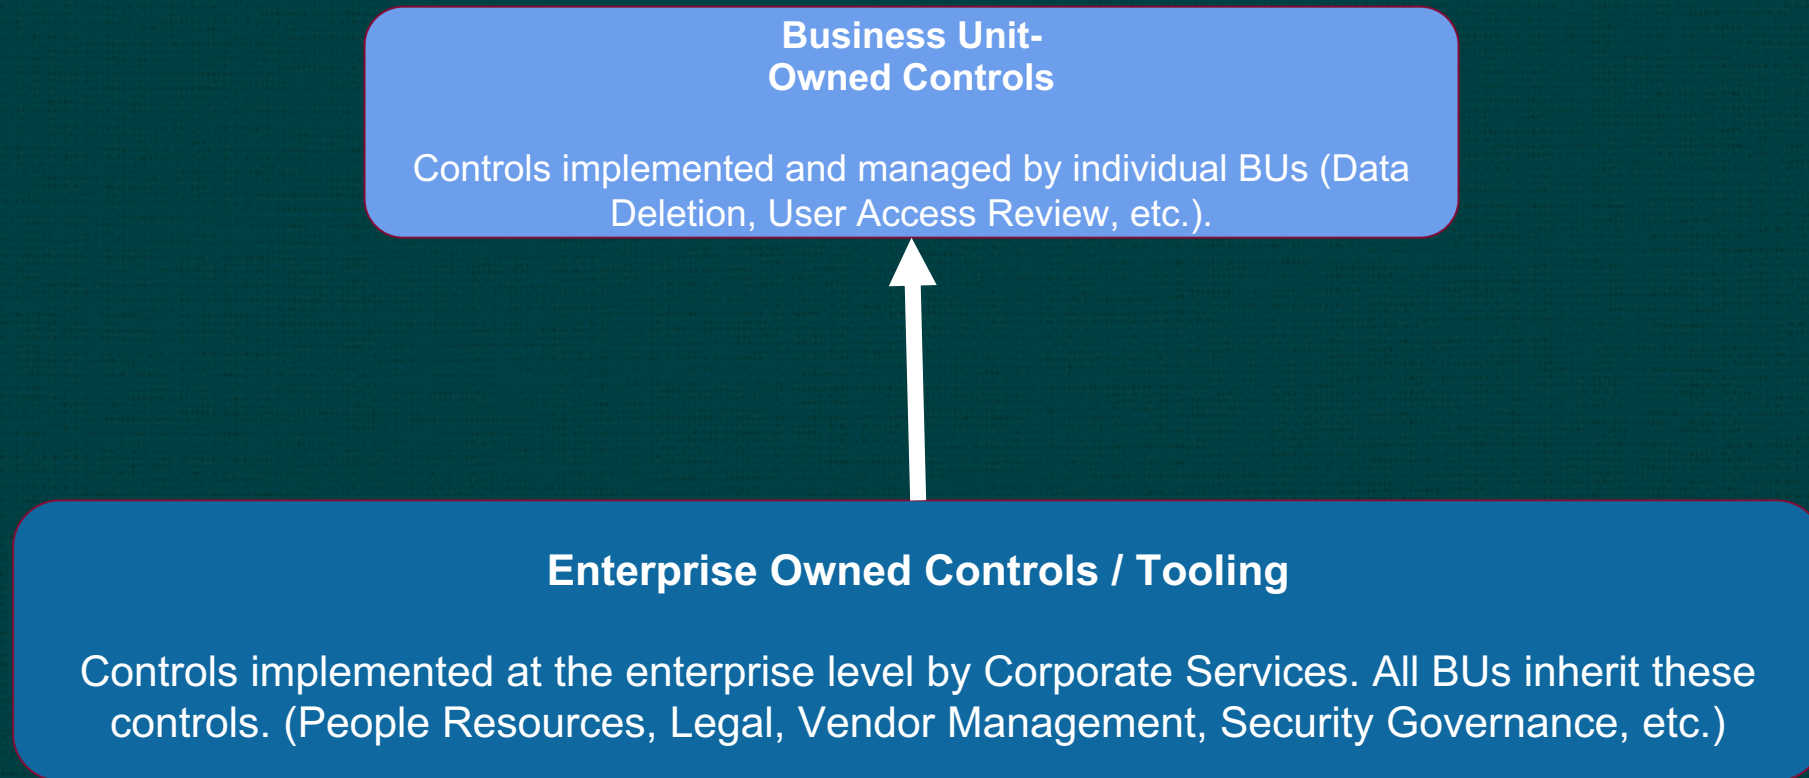 Business Unit-
Owned Controls
Controls implemented and managed by individual BUs (Data
Deletion, User Access Review, etc.).
Enterprise Owned Controls / Tooling
Controls implemented at the enterprise level by Corporate Services. All BUs inherit these
controls. (People Resources, Legal, Vendor Management, Security Governance, etc.)